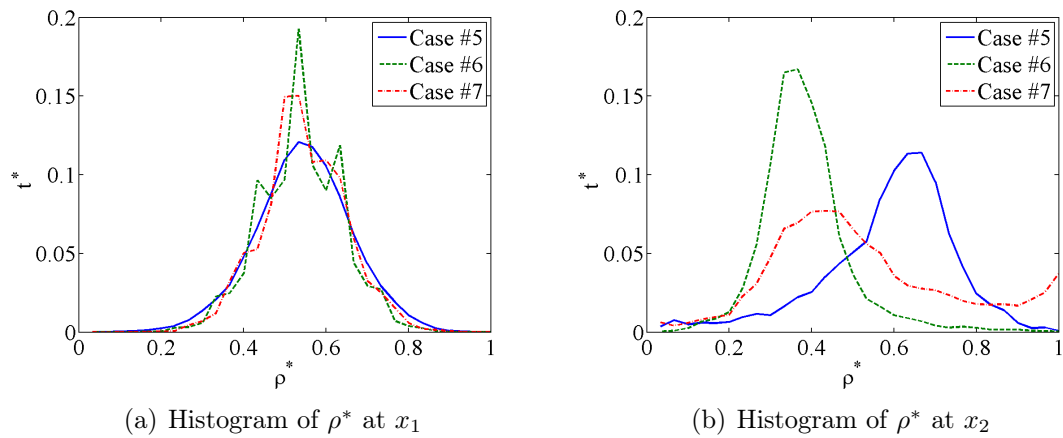 0.2
0.15
0.1
0.05
0
t*
0 0.2 0.4 0.6 0.8 1
ρ*
Case #5
Case #6
Case #7
(a) Histogram of ρ* at x₁
0.2
0.15
0.1
0.05
0
t*
0 0.2 0.4 0.6 0.8 1
ρ*
Case #5
Case #6
Case #7
(b) Histogram of ρ* at x₂